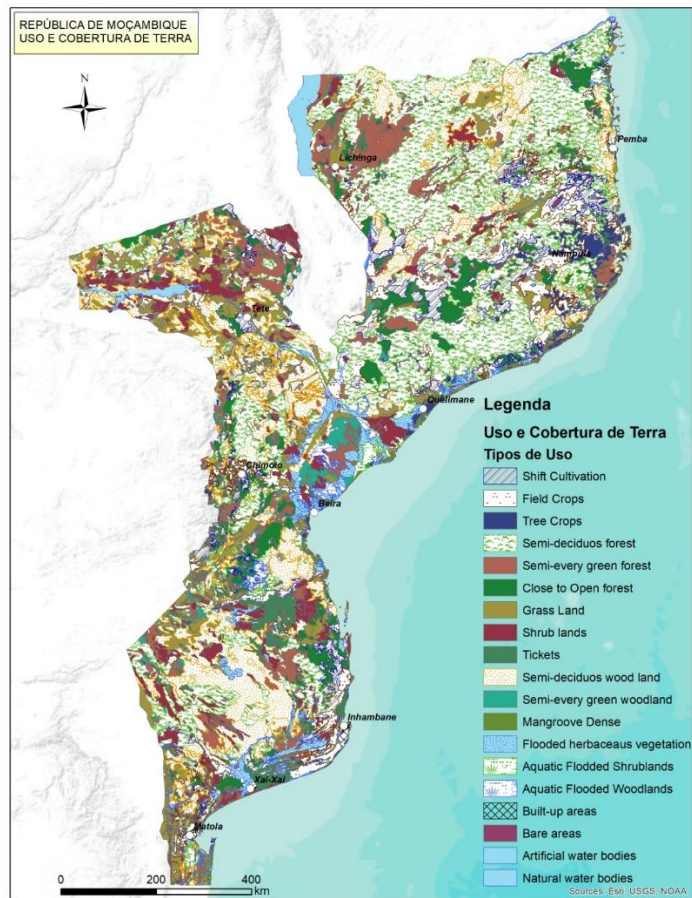 REPÚBLICA DE MOÇAMBIQUE
USO E COBERTURA DE TERRA
N
Pemba
Lichinga
Nampula
Tete
Quelimane
Chimoio
Beira
Inhambane
Xai-Xai
Matola
Legenda
Uso e Cobertura de Terra
Tipos de Uso
Shift Cultivation
Field Crops
Tree Crops
Semi-deciduos forest
Semi-every green forest
Close to Open forest
Grass Land
Shrub lands
Tickets
Semi-deciduos wood land
Semi-every green woodland
Mangroove Dense
Flooded herbaceaus vegetation
Aquatic Flodded Shrublands
Aquatic Flooded Woodlands
Built-up areas
Bare areas
Artificial water bodies
Natural water bodies
0 200 400
km
Sources: Esri, USGS, NOAA